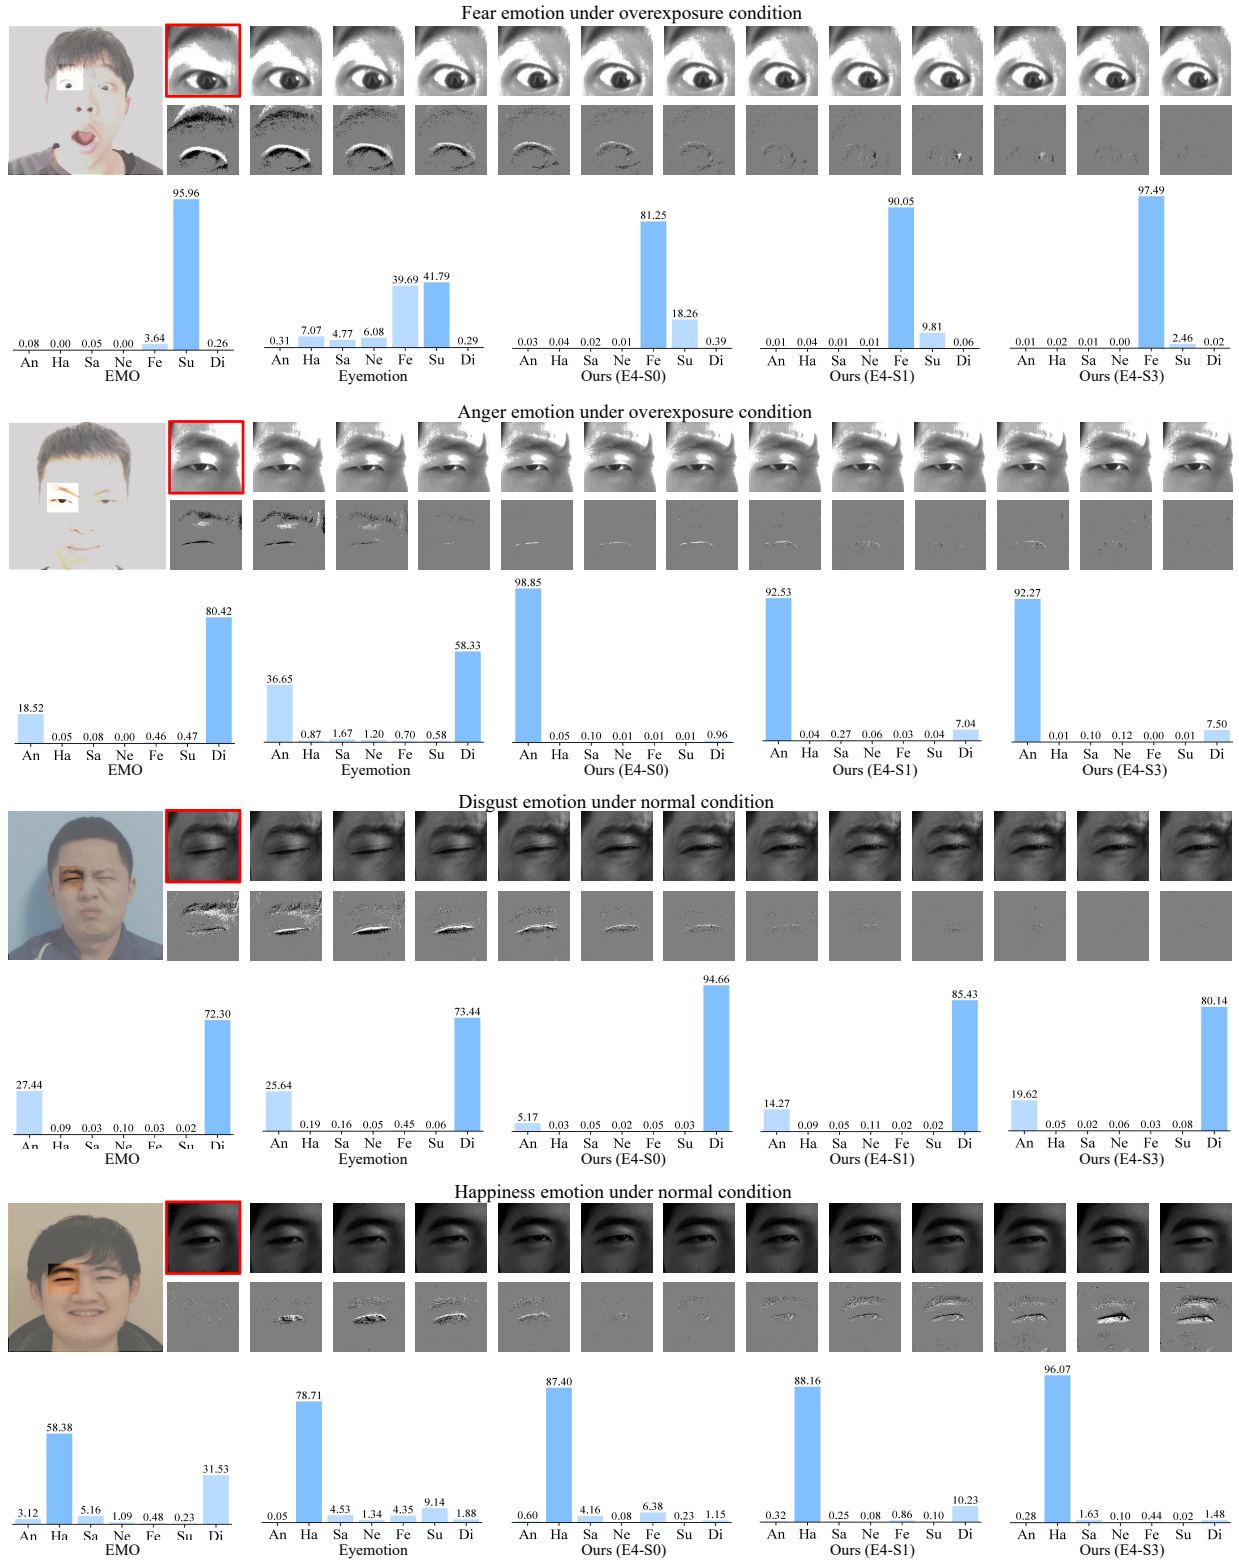 Fear emotion under overexposure condition
95.96
0.08 0.00 0.05 0.00 3.64 0.26
An Ha Sa Ne Fe Su Di
EMO
39.69 41.79
0.31 7.07 4.77 6.08 0.29
An Ha Sa Ne Fe Su Di
Eyemotion
81.25
18.26
0.03 0.04 0.02 0.01 0.39
An Ha Sa Ne Fe Su Di
Ours (E4-S0)
90.05
9.81
0.01 0.04 0.01 0.01 0.06
An Ha Sa Ne Fe Su Di
Ours (E4-S1)
97.49
0.01 0.02 0.01 0.00 2.46 0.02
An Ha Sa Ne Fe Su Di
Ours (E4-S3)
Anger emotion under overexposure condition
80.42
18.52
0.05 0.08 0.00 0.46 0.47
An Ha Sa Ne Fe Su Di
EMO
58.33
36.65
0.87 1.67 1.20 0.70 0.58
An Ha Sa Ne Fe Su Di
Eyemotion
98.85
0.05 0.10 0.01 0.01 0.01 0.96
An Ha Sa Ne Fe Su Di
Ours (E4-S0)
92.53
0.04 0.27 0.06 0.03 0.04 7.04
An Ha Sa Ne Fe Su Di
Ours (E4-S1)
92.27
0.01 0.10 0.12 0.00 0.01 7.50
An Ha Sa Ne Fe Su Di
Ours (E4-S3)
Disgust emotion under normal condition
72.30
27.44
0.09 0.03 0.10 0.03 0.02
An Ha Sa Ne Fe Su Di
EMO
73.44
25.64
0.19 0.16 0.05 0.45 0.06
An Ha Sa Ne Fe Su Di
Eyemotion
94.66
5.17 0.03 0.05 0.02 0.05 0.03
An Ha Sa Ne Fe Su Di
Ours (E4-S0)
85.43
14.27
0.09 0.05 0.11 0.02 0.02
An Ha Sa Ne Fe Su Di
Ours (E4-S1)
80.14
19.62
0.05 0.02 0.06 0.03 0.08
An Ha Sa Ne Fe Su Di
Ours (E4-S3)
Happiness emotion under normal condition
58.38
31.53
3.12 5.16 1.09 0.48 0.23
An Ha Sa Ne Fe Su Di
EMO
78.71
0.05 4.53 1.34 4.35 9.14 1.88
An Ha Sa Ne Fe Su Di
Eyemotion
87.40
0.60 4.16 0.08 6.38 0.23 1.15
An Ha Sa Ne Fe Su Di
Ours (E4-S0)
88.16
10.23
0.32 0.25 0.08 0.86 0.10
An Ha Sa Ne Fe Su Di
Ours (E4-S1)
96.07
0.28 1.63 0.10 0.44 0.02 1.48
An Ha Sa Ne Fe Su Di
Ours (E4-S3)